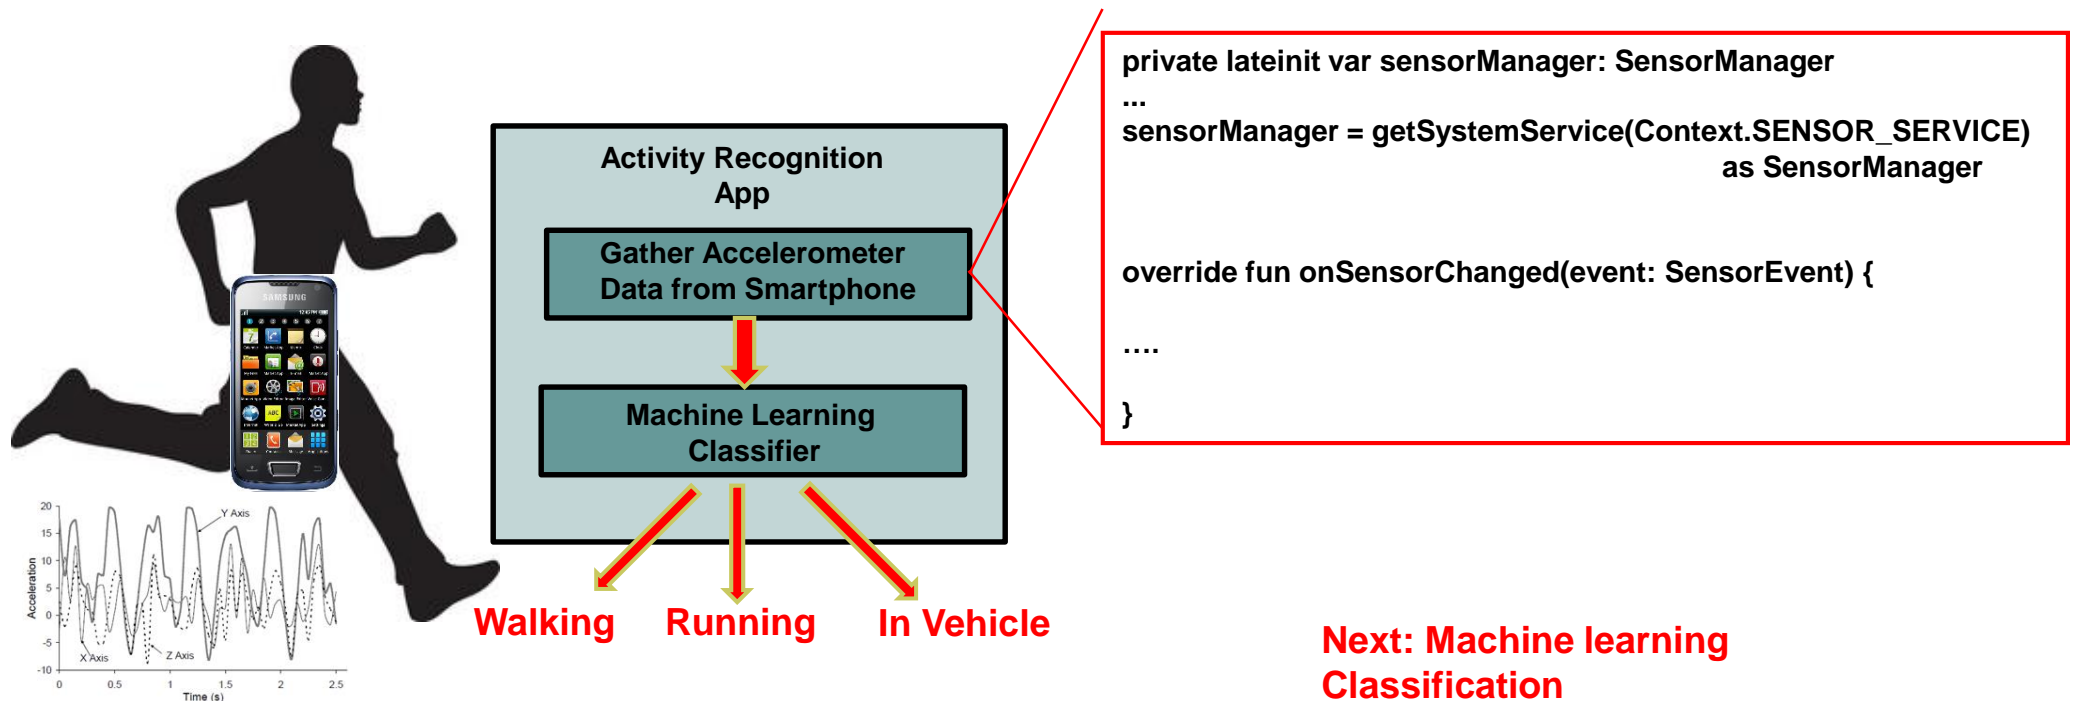 Activity Recognition
App
Gather Accelerometer
Data from Smartphone
Machine Learning
Classifier
Walking
Running
In Vehicle
private lateinit var sensorManager: SensorManager
...
sensorManager = getSystemService(Context.SENSOR_SERVICE)
as SensorManager
override fun onSensorChanged(event: SensorEvent) {
....
}
Next: Machine learning
Classification
SAMSUNG
Y Axis
X Axis
Z Axis
Acceleration
20
15
10
5
0
-5
-10
0
0.5
1
1.5
2
2.5
Time (s)